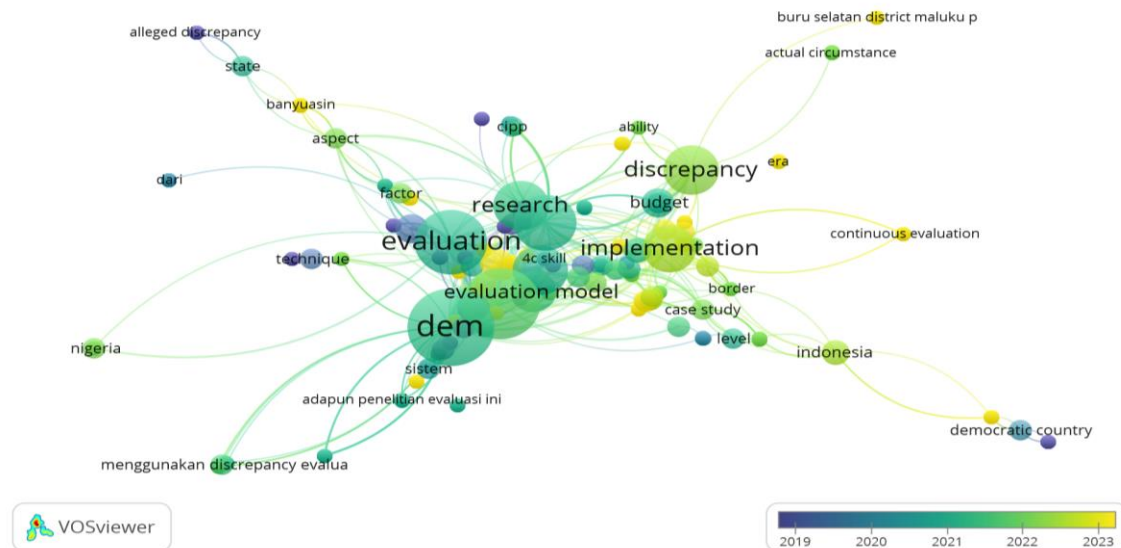 buru selatan district maluku p
alleged discrepancy
actual circumstance
state
banyuasin
cipp
ability
aspect
era
discrepancy
dari
factor
research
budget
continuous evaluation
evaluation
implementation
technique
4c skill
border
evaluation model
case study
dem
level
nigeria
indonesia
sistem
adapun penelitian evaluasi ini
democratic country
menggunakan discrepancy evalua
VOSviewer
2019 2020 2021 2022 2023